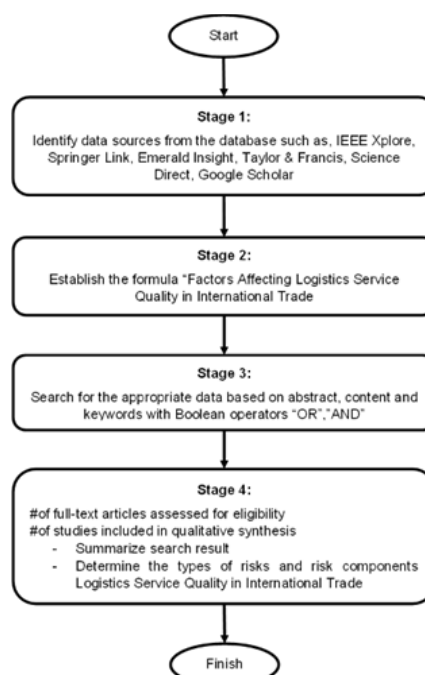 Start
Stage 1:
Identify data sources from the database such as, IEEE Xplore,
Springer Link, Emerald Insight, Taylor & Francis, Science
Direct, Google Scholar
Stage 2:
Establish the formula “Factors Affecting Logistics Service
Quality in International Trade
Stage 3:
Search for the appropriate data based on abstract, content and
keywords with Boolean operators “OR”,”AND”
Stage 4:
#of full-text articles assessed for eligibility
#of studies included in qualitative synthesis
- Summarize search result
- Determine the types of risks and risk components
Logistics Service Quality in International Trade
Finish